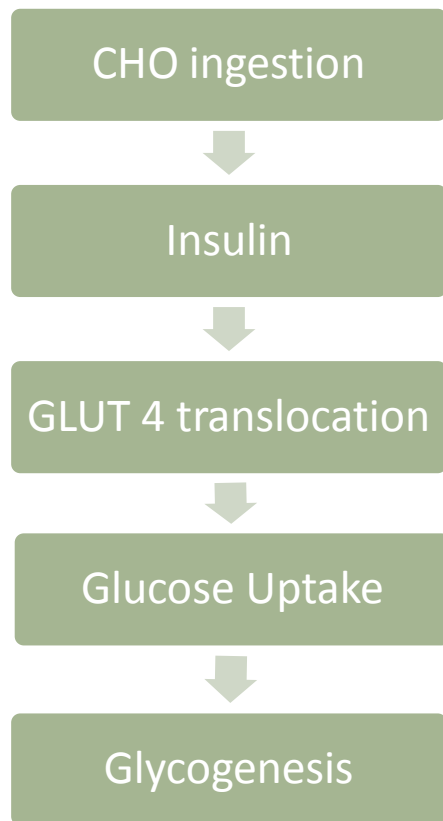 CHO ingestion
Insulin
GLUT 4 translocation
Glucose Uptake
Glycogenesis